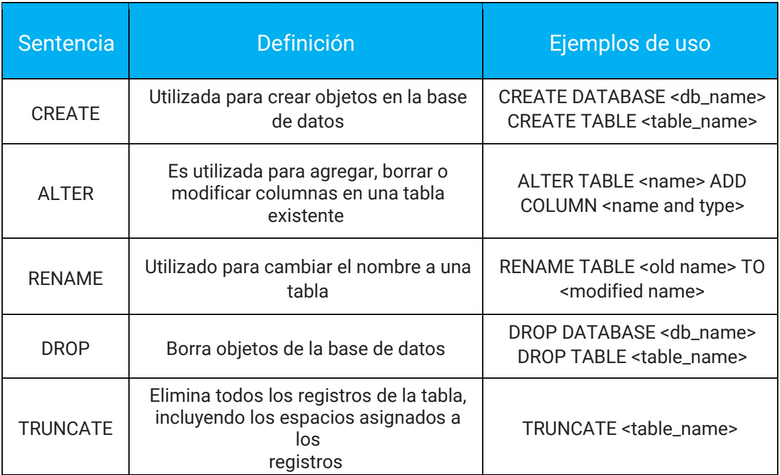 Sentencia
Definición
Ejemplos de uso
CREATE
Utilizada para crear objetos en la base
de datos
CREATE DATABASE <db_name>
CREATE TABLE <table_name>
ALTER
Es utilizada para agregar, borrar o
modificar columnas en una tabla
existente
ALTER TABLE <name> ADD
COLUMN <name and type>
RENAME
Utilizado para cambiar el nombre a una
tabla
RENAME TABLE <old name> TO
<modified name>
DROP
Borra objetos de la base de datos
DROP DATABASE <db_name>
DROP TABLE <table_name>
TRUNCATE
Elimina todos los registros de la tabla,
incluyendo los espacios asignados a
los
registros
TRUNCATE <table_name>